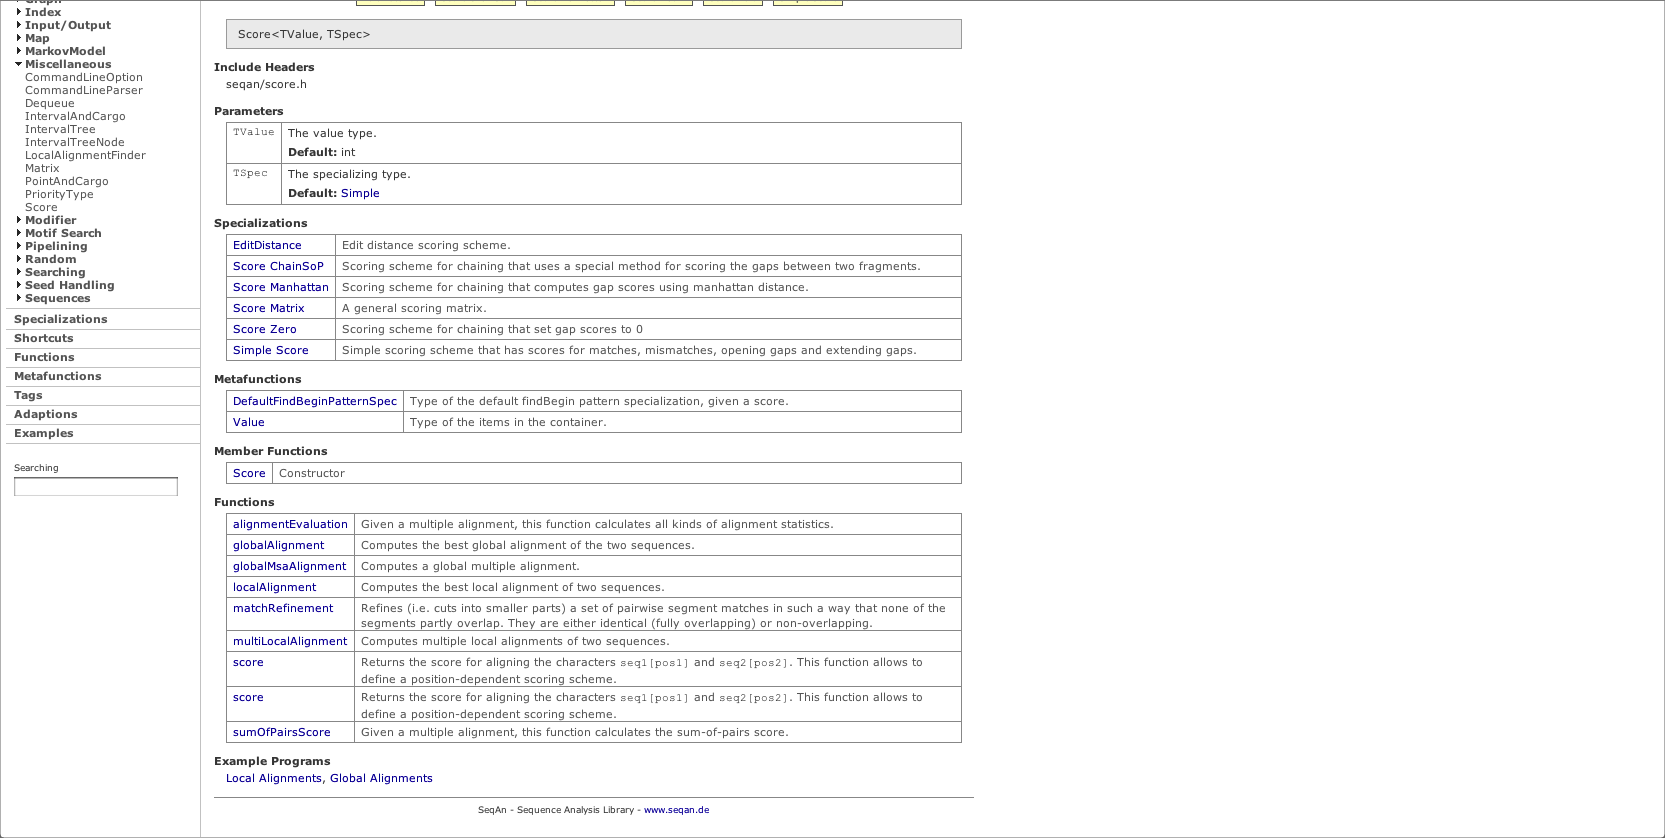 Index
Input/Output
Map
MarkovModel
Miscellaneous
CommandLineOption
CommandLineParser
Dequeue
IntervalAndCargo
IntervalTree
IntervalTreeNode
LocalAlignmentFinder
Matrix
PointAndCargo
PriorityType
Score
Modifier
Motif Search
Pipelining
Random
Searching
Seed Handling
Sequences
Specializations
Shortcuts
Functions
Metafunctions
Tags
Adaptions
Examples
Searching
Score<TValue, TSpec>
Include Headers
seqan/score.h
Parameters
TValue The value type.
Default: int
TSpec The specializing type.
Default: Simple
Specializations
EditDistance Edit distance scoring scheme.
Score ChainSoP Scoring scheme for chaining that uses a special method for scoring the gaps between two fragments.
Score Manhattan Scoring scheme for chaining that computes gap scores using manhattan distance.
Score Matrix A general scoring matrix.
Score Zero Scoring scheme for chaining that set gap scores to 0
Simple Score Simple scoring scheme that has scores for matches, mismatches, opening gaps and extending gaps.
Metafunctions
DefaultFindBeginPatternSpec Type of the default findBegin pattern specialization, given a score.
Value Type of the items in the container.
Member Functions
Score Constructor
Functions
alignmentEvaluation Given a multiple alignment, this function calculates all kinds of alignment statistics.
globalAlignment Computes the best global alignment of the two sequences.
globalMsaAlignment Computes a global multiple alignment.
localAlignment Computes the best local alignment of two sequences.
matchRefinement Refines (i.e. cuts into smaller parts) a set of pairwise segment matches in such a way that none of the
segments partly overlap. They are either identical (fully overlapping) or non-overlapping.
multiLocalAlignment Computes multiple local alignments of two sequences.
score Returns the score for aligning the characters seq1[pos1] and seq2[pos2]. This function allows to
define a position-dependent scoring scheme.
score Returns the score for aligning the characters seq1[pos1] and seq2[pos2]. This function allows to
define a position-dependent scoring scheme.
sumOfPairsScore Given a multiple alignment, this function calculates the sum-of-pairs score.
Example Programs
Local Alignments, Global Alignments
SeqAn - Sequence Analysis Library - www.seqan.de